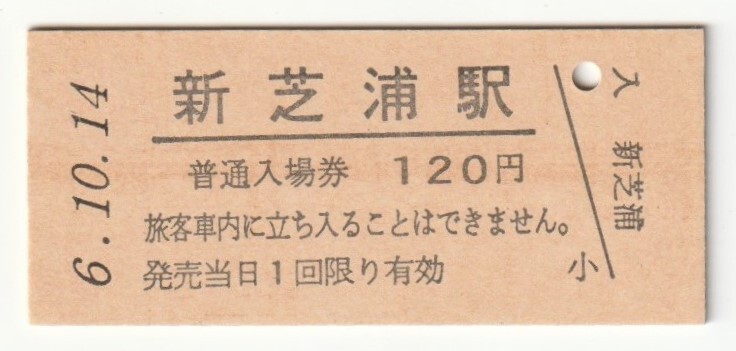 6.10.14
新芝浦駅
普通入場券 120円
旅客車内に立ち入ることはできません。
発売当日1回限り有効
小
入 新芝浦